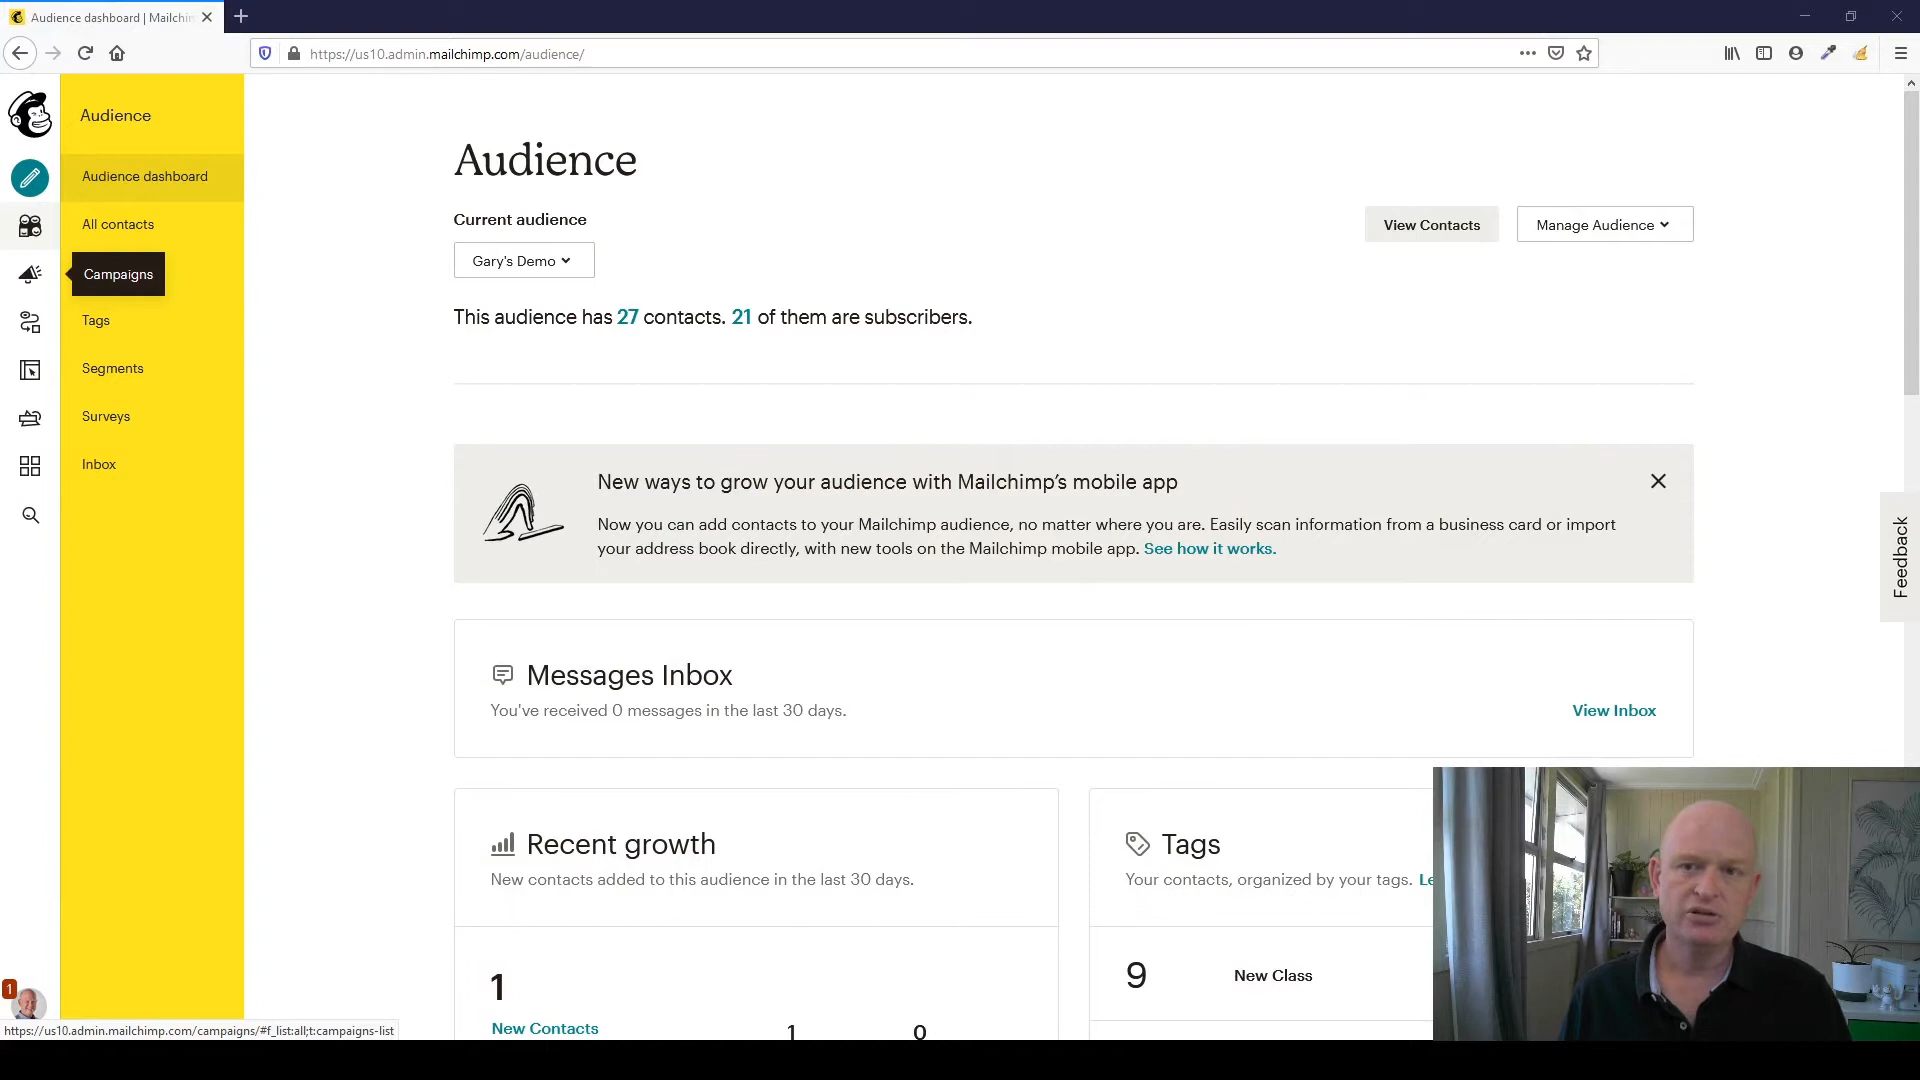 Audience dashboard | Mailchim
https://us10.admin.mailchimp.com/audience/
Audience
Audience dashboard
All contacts
Campaigns
Tags
Segments
Surveys
Inbox
1
Audience
Current audience
Gary's Demo
View Contacts
Manage Audience
This audience has 27 contacts. 21 of them are subscribers.
New ways to grow your audience with Mailchimp's mobile app
Now you can add contacts to your Mailchimp audience, no matter where you are. Easily scan information from a business card or import
your address book directly, with new tools on the Mailchimp mobile app. See how it works.
Feedback
Messages Inbox
You've received 0 messages in the last 30 days.
View Inbox
Recent growth
New contacts added to this audience in the last 30 days.
1
New Contacts
1
0
Tags
Your contacts, organized by your tags. Le
9
New Class
https://us10.admin.mailchimp.com/campaigns/#f_list:all;t:campaigns-list